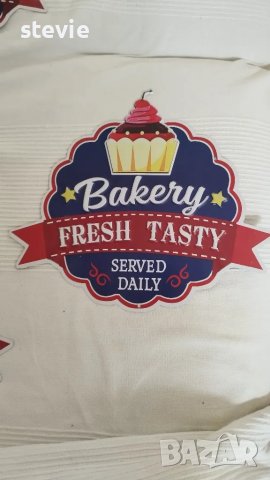 stevie
Bakery
FRESH TASTY
SERVED
DAILY
BAZAR